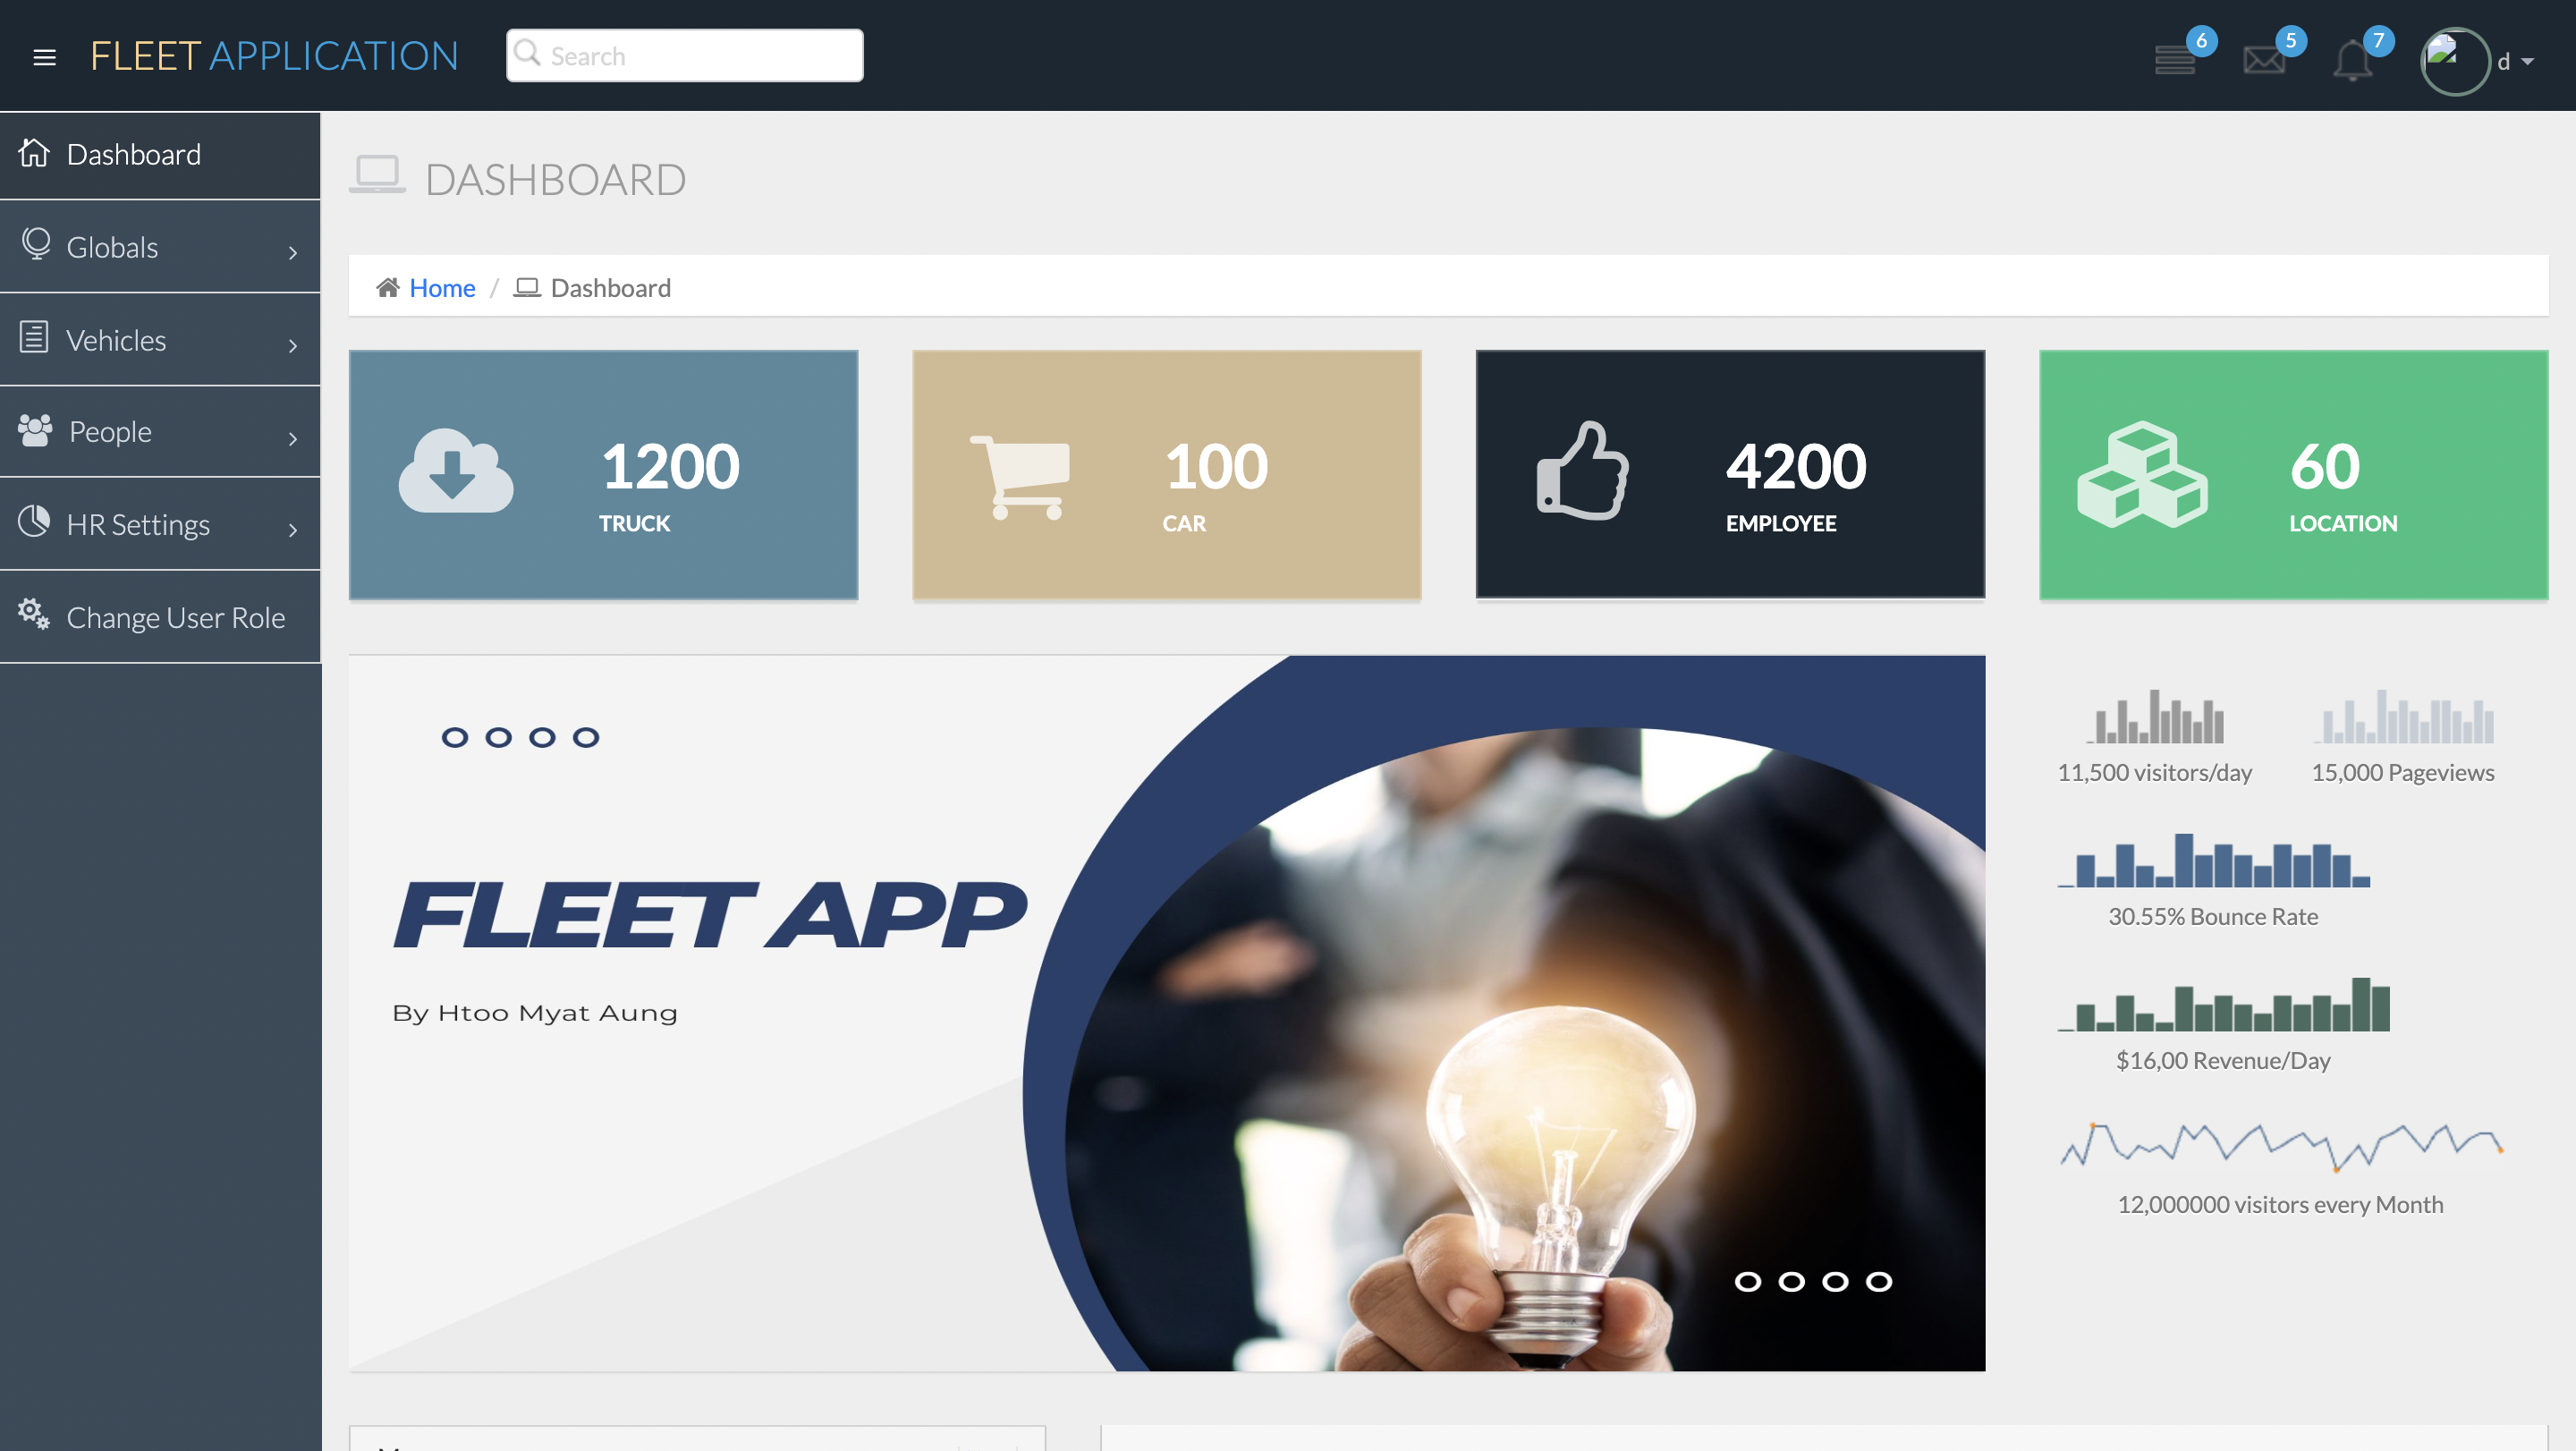 FLEET APPLICATION
Search
6
5
7
d
Dashboard
Globals
Vehicles
People
HR Settings
Change User Role
DASHBOARD
Home / Dashboard
1200
TRUCK
100
CAR
4200
EMPLOYEE
60
LOCATION
FLEET APP
By Htoo Myat Aung
11,500 visitors/day
15,000 Pageviews
30.55% Bounce Rate
$16,00 Revenue/Day
12,000000 visitors every Month